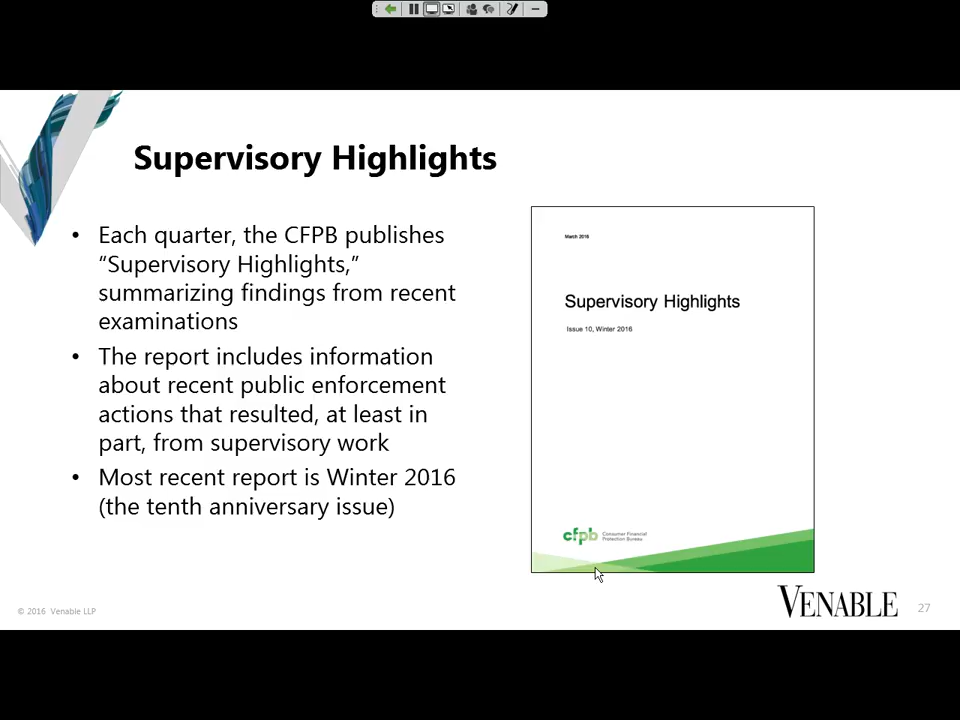 Supervisory Highlights
• Each quarter, the CFPB publishes
“Supervisory Highlights,”
summarizing findings from recent
examinations
• The report includes information
about recent public enforcement
actions that resulted, at least in
part, from supervisory work
• Most recent report is Winter 2016
(the tenth anniversary issue)
March 2016
Supervisory Highlights
Issue 10, Winter 2016
cfpb Consumer Financial
Protection Bureau
© 2016 Venable LLP
VENABLE 27